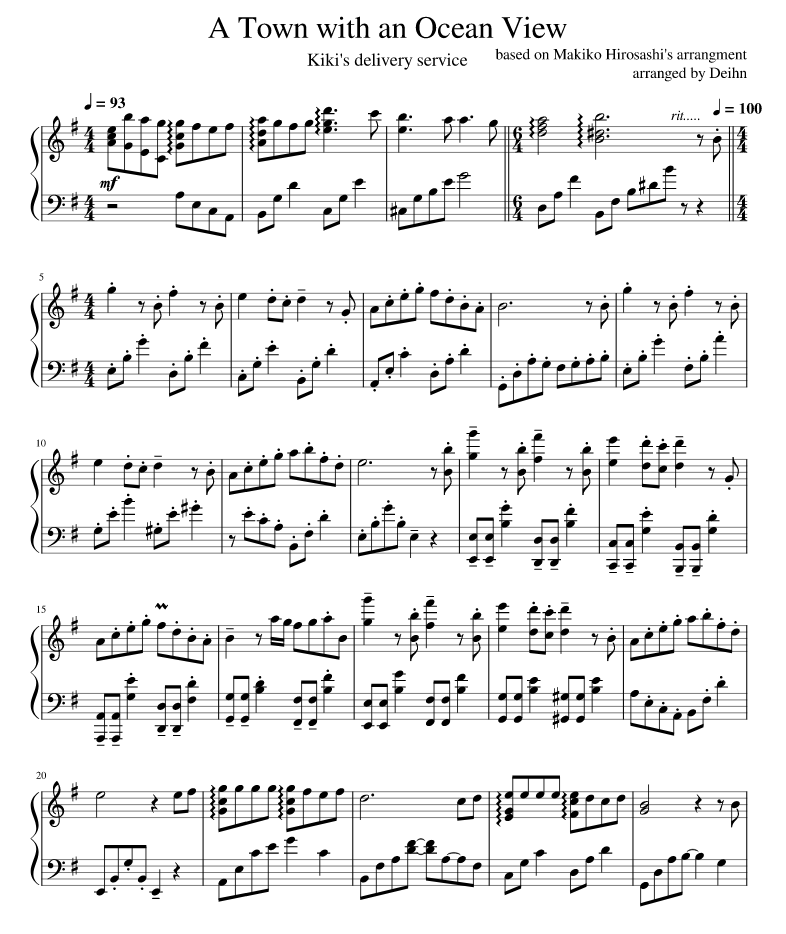 A Town with an Ocean View
Kiki's delivery service
based on Makiko Hirosashi's arrangment
arranged by Deihn
♩ = 93
rit.....
♩ = 100
mf
5
10
15
20